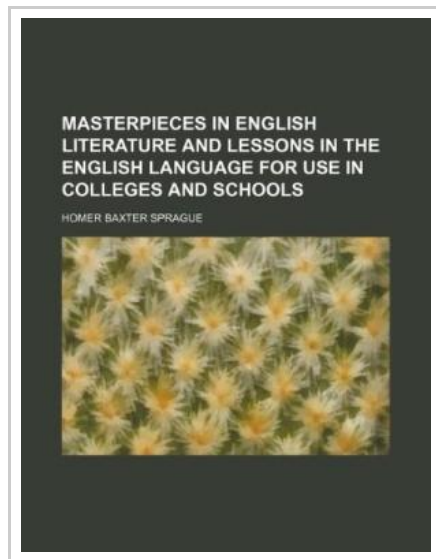 MASTERPIECES IN ENGLISH
LITERATURE AND LESSONS IN THE
ENGLISH LANGUAGE FOR USE IN
COLLEGES AND SCHOOLS
HOMER BAXTER SPRAGUE